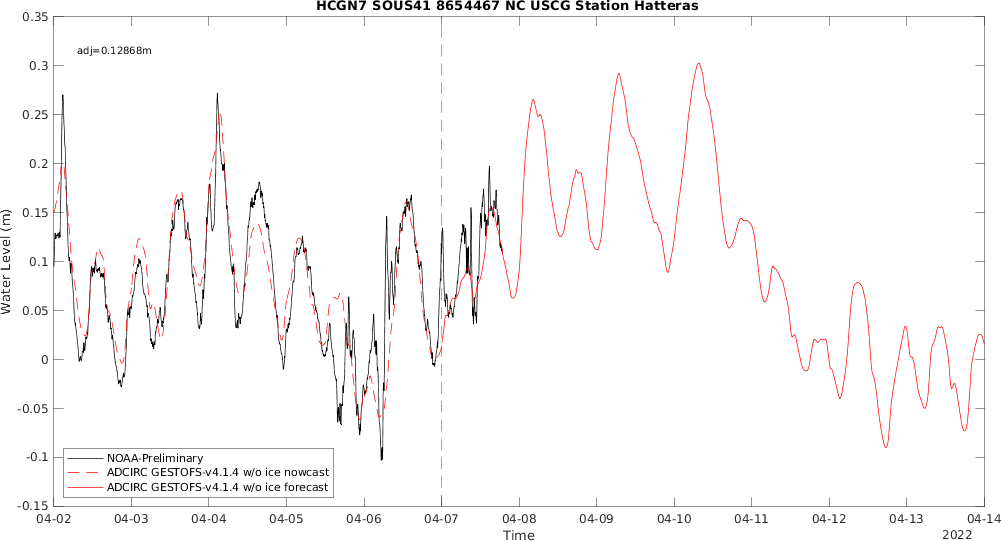 HCGN7 SOUS41 8654467 NC USCG Station Hatteras
adj=0.12868m
0.35
0.3
0.25
0.2
0.15
0.1
0.05
0
-0.05
-0.1
-0.15
Water Level (m)
NOAA-Preliminary
ADCIRC GESTOFS-v4.1.4 w/o ice nowcast
ADCIRC GESTOFS-v4.1.4 w/o ice forecast
04-02 04-03 04-04 04-05 04-06 04-07 04-08 04-09 04-10 04-11 04-12 04-13 04-14
Time
2022